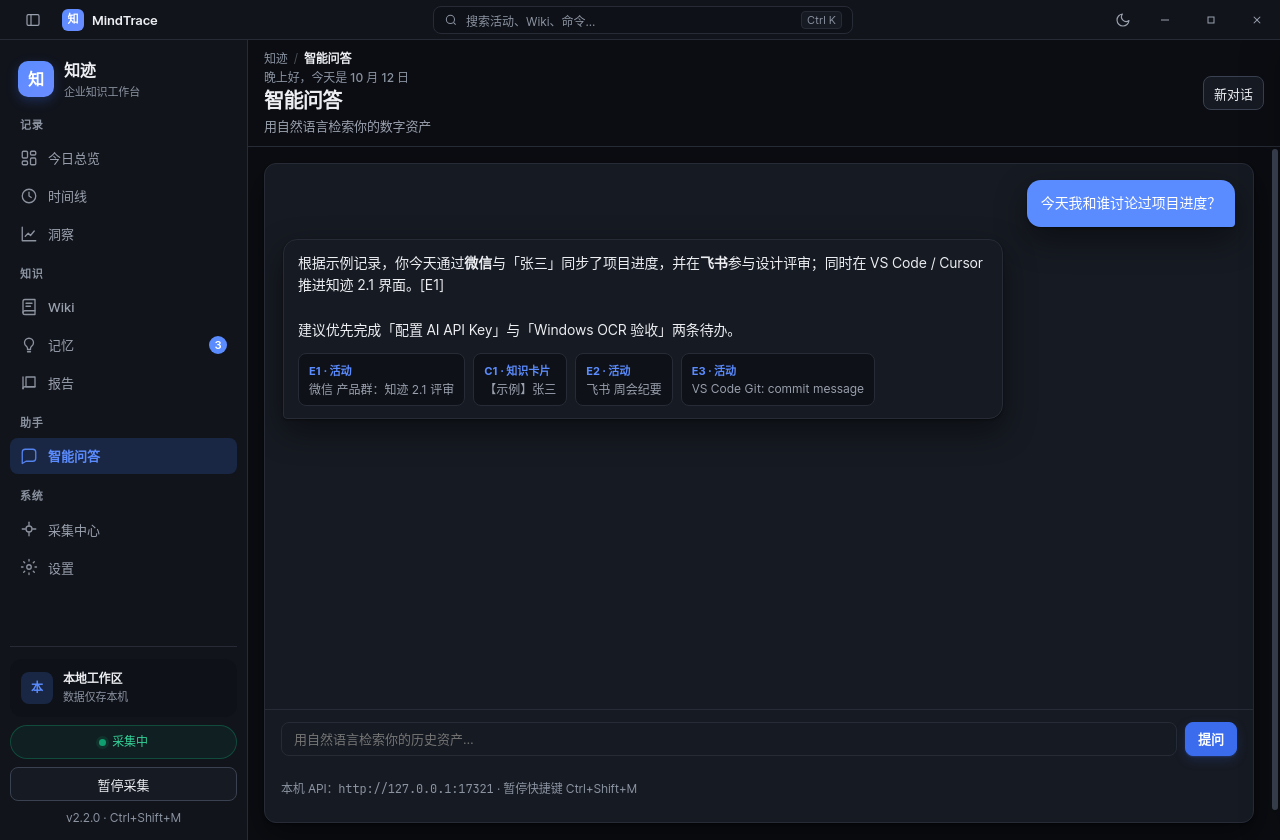 知 MindTrace
搜索活动、Wiki、命令... Ctrl K
知 知迹
企业知识工作台
记录
今日总览
时间线
洞察
知识
Wiki
记忆 3
报告
助手
智能问答
系统
采集中心
设置
本 本地工作区
数据仅存本机
采集中
暂停采集
v2.2.0 · Ctrl+Shift+M
知迹 / 智能问答
晚上好，今天是 10 月 12 日
智能问答
用自然语言检索你的数字资产
新对话
今天我和谁讨论过项目进度？
根据示例记录，你今天通过微信与「张三」同步了项目进度，并在飞书参与设计评审；同时在 VS Code / Cursor
推进知迹 2.1 界面。[E1]
建议优先完成「配置 AI API Key」与「Windows OCR 验收」两条待办。
E1 · 活动
微信 产品群：知迹 2.1 评审
C1 · 知识卡片
【示例】张三
E2 · 活动
飞书 周会纪要
E3 · 活动
VS Code Git: commit message
用自然语言检索你的历史资产...
提问
本机 API：http://127.0.0.1:17321 · 暂停快捷键 Ctrl+Shift+M